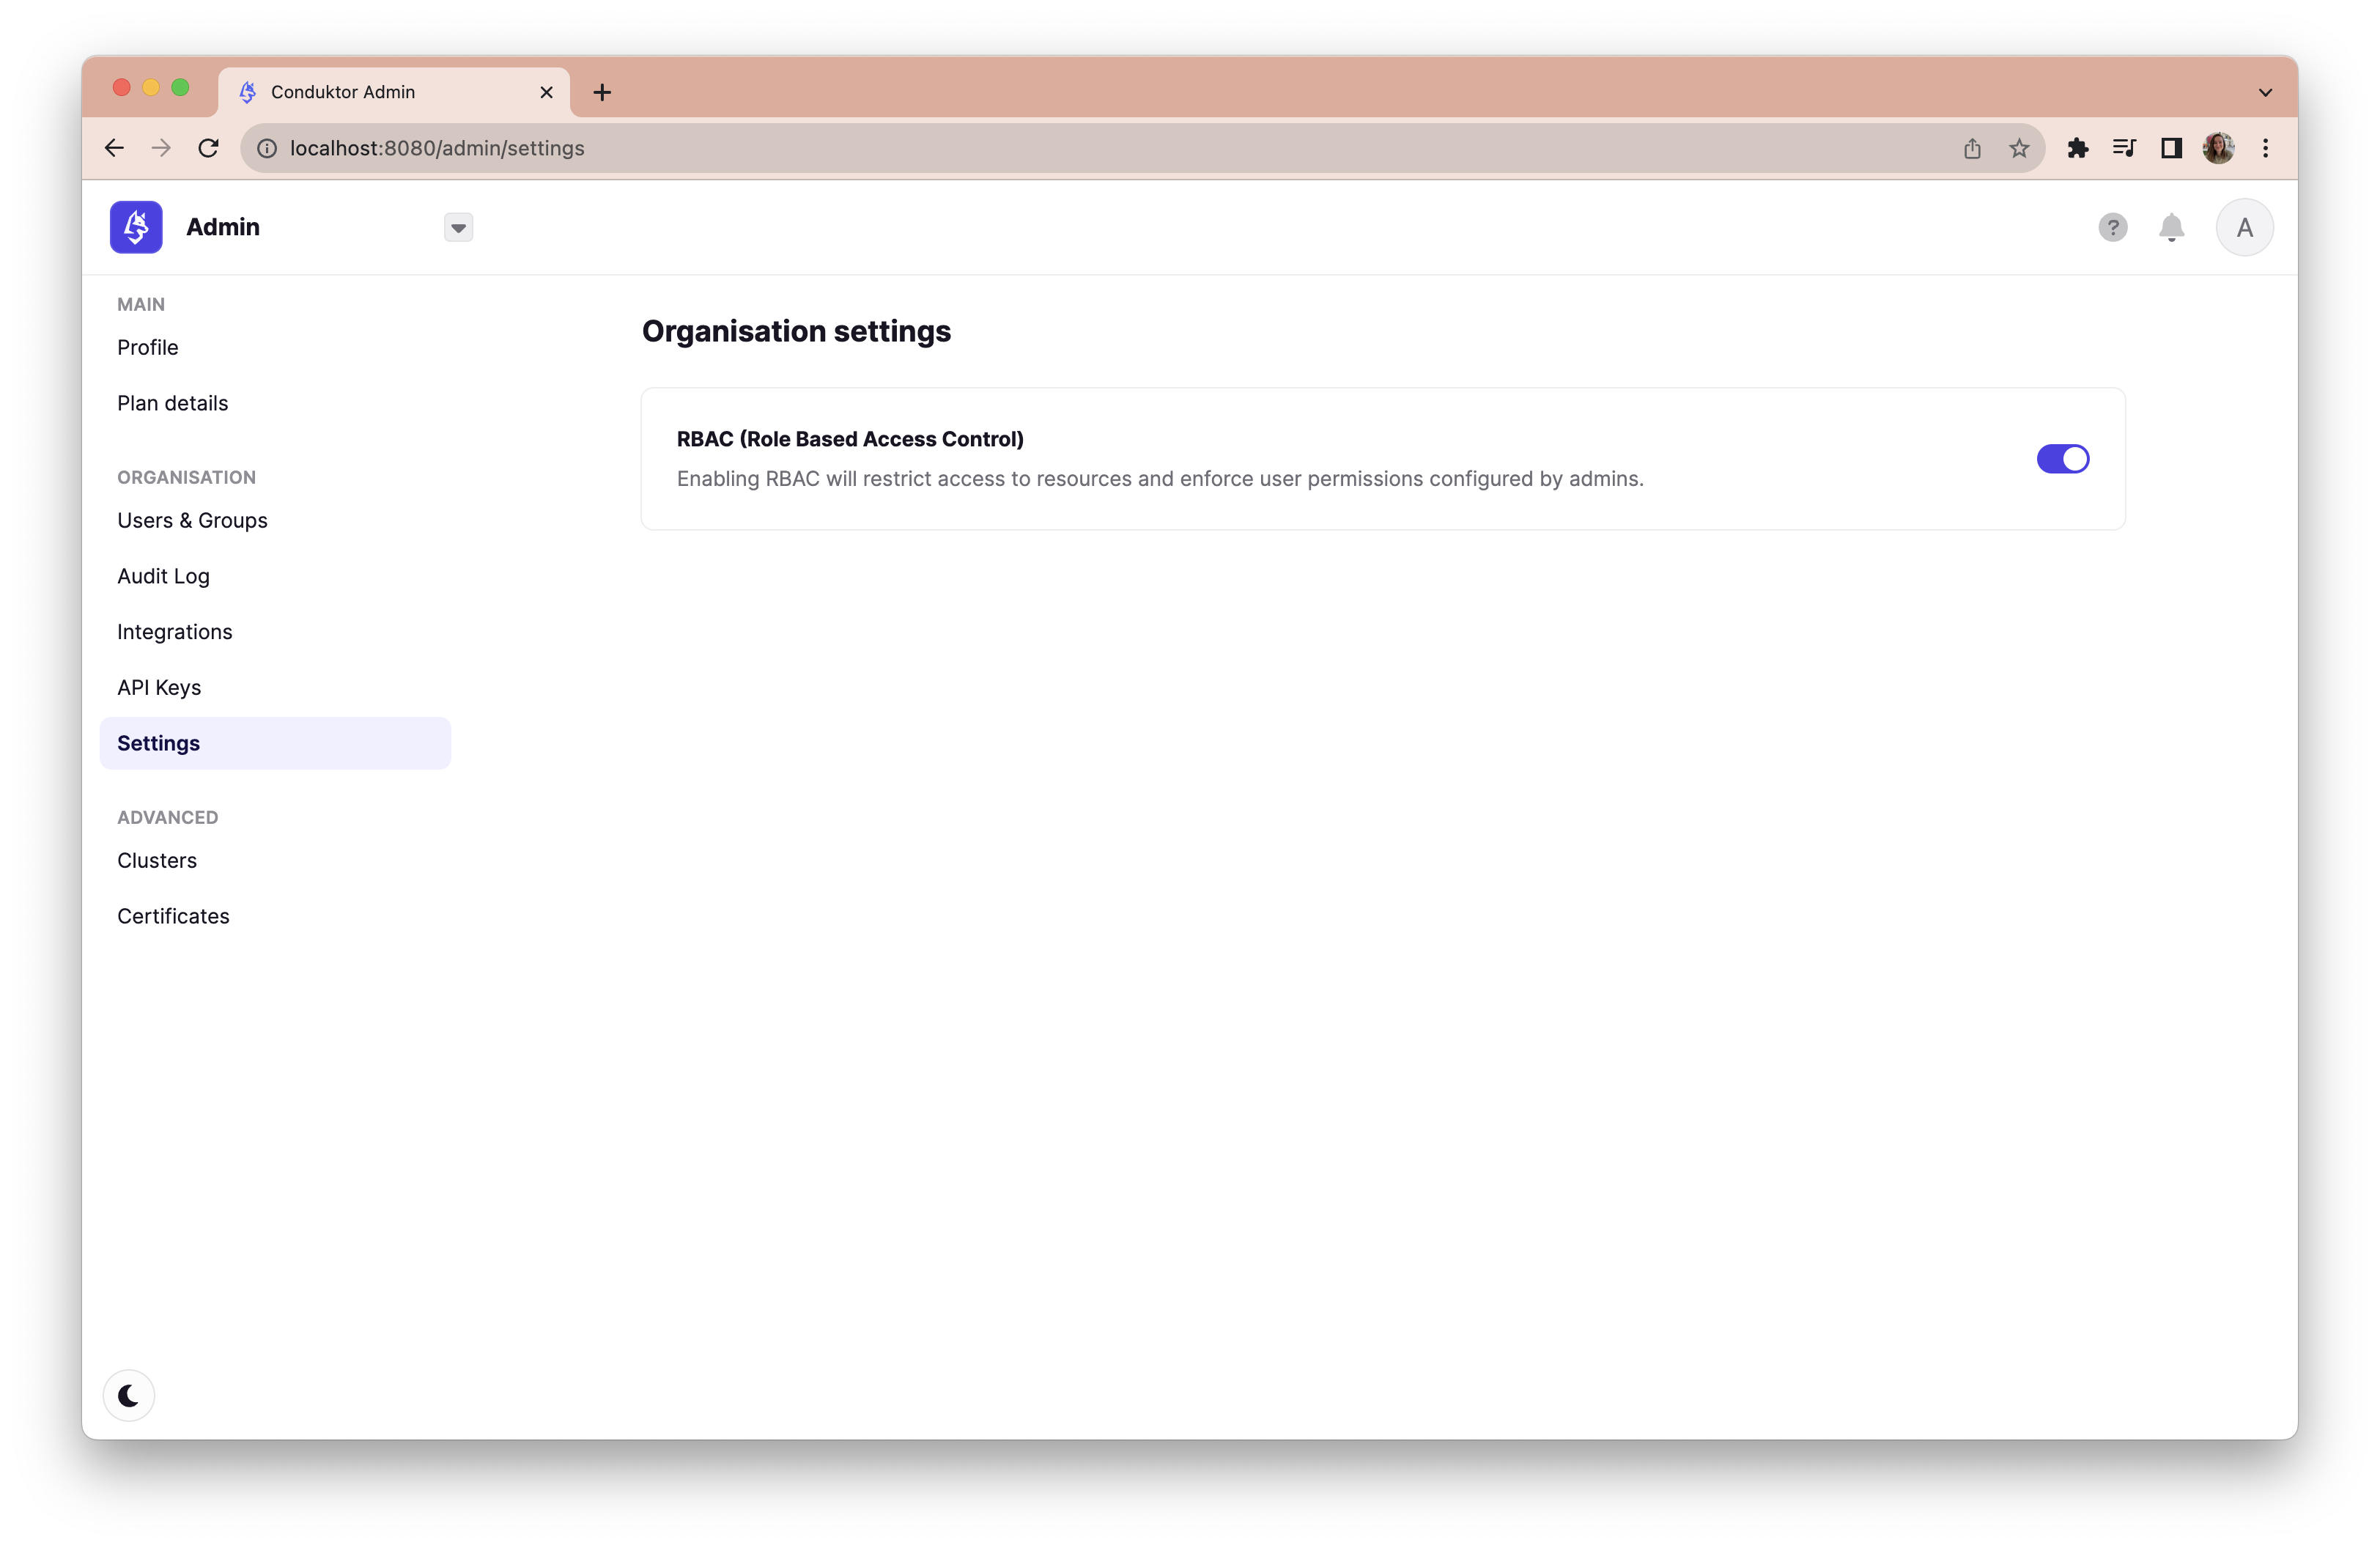 Conduktor Admin
localhost:8080/admin/settings
Admin
?
A
MAIN
Profile
Plan details
ORGANISATION
Users & Groups
Audit Log
Integrations
API Keys
Settings
ADVANCED
Clusters
Certificates
Organisation settings
RBAC (Role Based Access Control)
Enabling RBAC will restrict access to resources and enforce user permissions configured by admins.